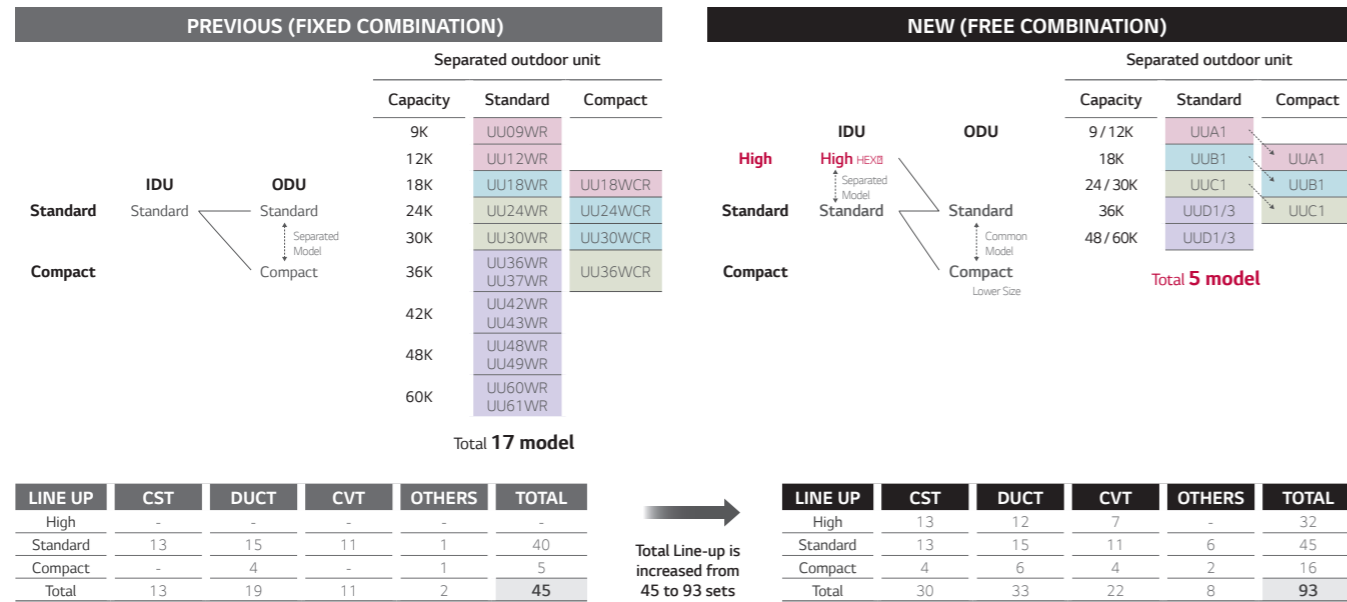 PREVIOUS (FIXED COMBINATION)
Separated outdoor unit
Capacity Standard Compact
9K UU09WR
12K UU12WR
IDU ODU 18K UU18WR UU18WCR
Standard Standard Standard 24K UU24WR UU24WCR
Separated
Model
30K UU30WR UU30WCR
Compact Compact 36K UU36WR UU36WCR
UU37WR
42K UU42WR
UU43WR
48K UU48WR
UU49WR
60K UU60WR
UU61WR
Total 17 model
NEW (FREE COMBINATION)
Separated outdoor unit
Capacity Standard Compact
IDU ODU 9 / 12K UUA1
High High HEX 18K UUB1 UUA1
Separated
Model
24 / 30K UUC1 UUB1
Standard Standard Standard 36K UUD1/3 UUC1
Common
Model
48 / 60K UUD1/3
Compact Compact
Lower Size
Total 5 model
LINE UP CST DUCT CVT OTHERS TOTAL
High - - - - -
Standard 13 15 11 1 40
Compact - 4 - 1 5
Total 13 19 11 2 45
Total Line-up is
increased from
45 to 93 sets
LINE UP CST DUCT CVT OTHERS TOTAL
High 13 12 7 - 32
Standard 13 15 11 6 45
Compact 4 6 4 2 16
Total 30 33 22 8 93